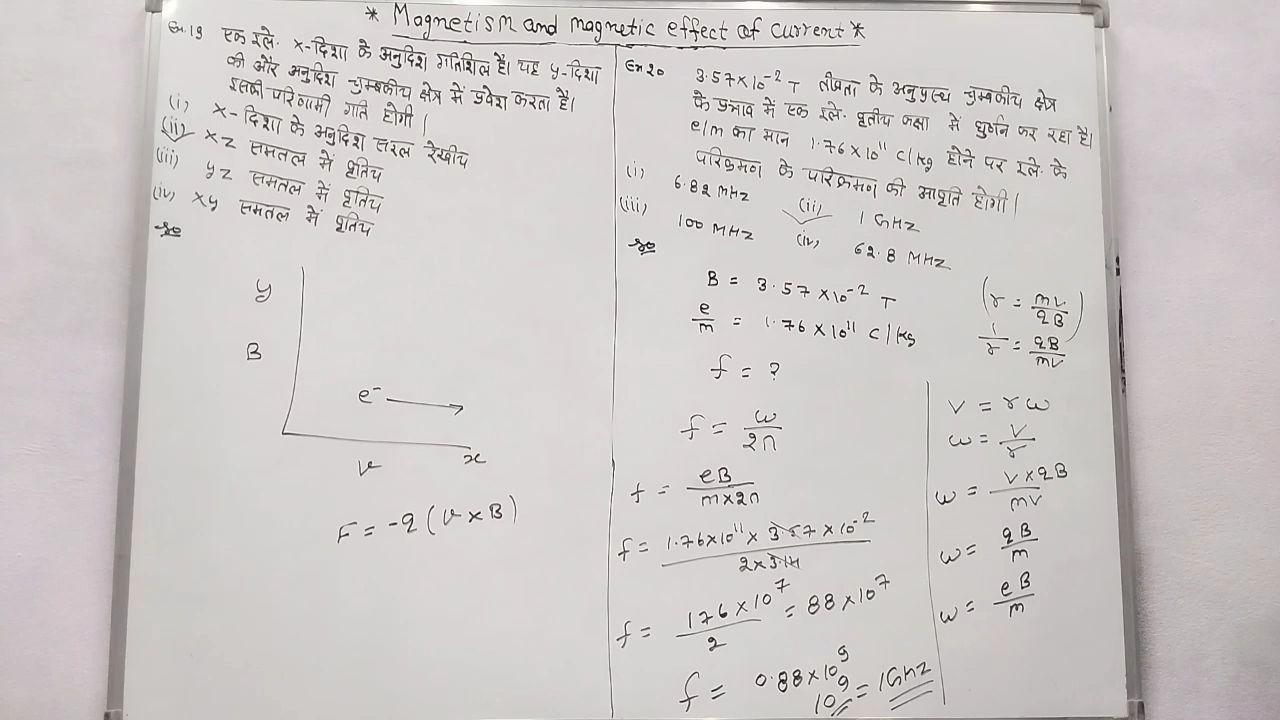 * Magnetism and magnetic effect of current *
Ex.19 एक इले. x-दिशा के अनुदिश गतिशिल है। यह y-दिशा
की और अनुदिश चुम्बकीय क्षेत्र में प्रवेश करता है।
इसकी परिणामी गति होगी।
(i) x-दिशा के अनुदिश सरल रेखीय
(ii) xz समतल में वृतिय
(iii) yz समतल में वृतिय
(iv) xy समतल में वृतिय
y
B
e⁻
v x
F = -q (v×B)
Ex 20 3.57×10⁻² T तीव्रता के अनुप्रस्थ चुम्बकीय क्षेत्र
के प्रभाव में एक इले. वृतीय कक्षा में घुर्णन कर रहा है।
e/m का मान 1.76×10¹¹ C/kg होने पर इले. के
परिक्रमण के परिक्रमण की आवृति होगी।
(i) 6.82 MHz (ii) 1 GHz
(iii) 100 MHz (iv) 62.8 MHz
B = 3.57×10⁻² T
e/m = 1.76×10¹¹ C/kg
f = ?
f = ω/2π
f = eB/m×2π
f = 1.76×10¹¹ × 3.57×10⁻² / 2×3.14
f = 176×10⁷/2 = 88×10⁷
f = 0.88×10⁹
10⁹ = 1GHz
(r = mv/qB)
1/r = qB/mv
v = rω
ω = v/r
ω = v×qB/mv
ω = qB/m
ω = eB/m